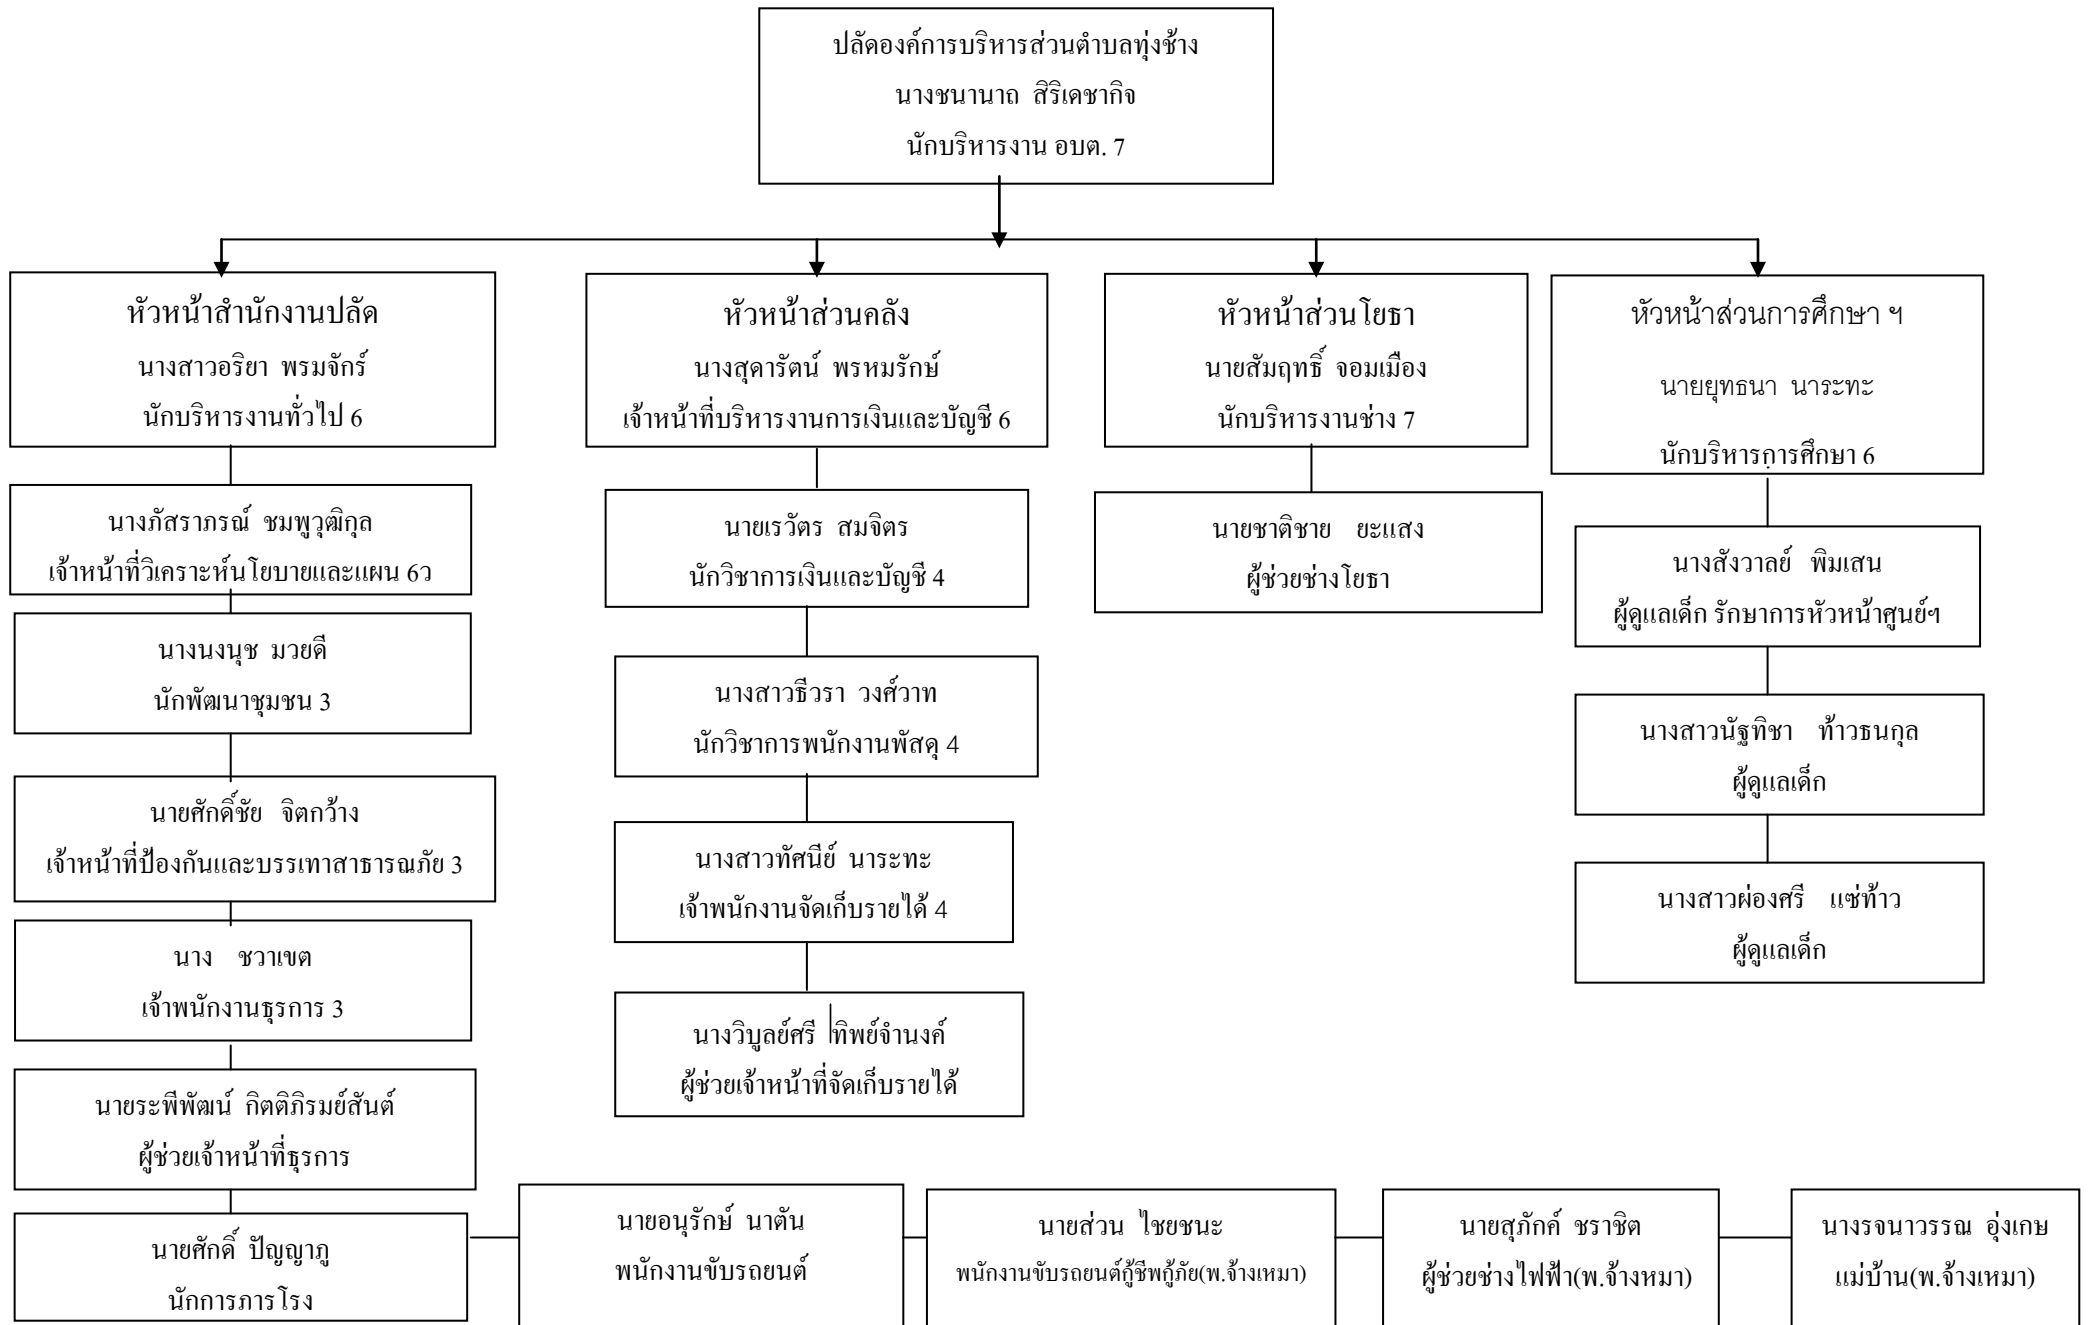 ปลัดองค์การบริหารส่วนตำบลทุ่งช้าง
นางชนานาถ สิริเดชากิจ
นักบริหารงาน อบต. 7
หัวหน้าสำนักงานปลัด
นางสาวอริยา พรมจักร์
นักบริหารงานทั่วไป 6
หัวหน้าส่วนคลัง
นางสุดารัตน์ พรหมรักษ์
เจ้าหน้าที่บริหารงานการเงินและบัญชี 6
หัวหน้าส่วนโยธา
นายสัมฤทธิ์ จอมเมือง
นักบริหารงานช่าง 7
หัวหน้าส่วนการศึกษา ฯ
นายยุทธนา นาระทะ
นักบริหารการศึกษา 6
นางภัสราภรณ์ ชมพูวุฒิกุล
เจ้าหน้าที่วิเคราะห์นโยบายและแผน 6ว
นางนงนุช มวยดี
นักพัฒนาชุมชน 3
นายศักดิ์ชัย จิตกว้าง
เจ้าหน้าที่ป้องกันและบรรเทาสาธารณภัย 3
นาง ชวาเขต
เจ้าพนักงานธุรการ 3
นายระพีพัฒน์ กิตติภิรมย์สันต์
ผู้ช่วยเจ้าหน้าที่ธุรการ
นายศักดิ์ ปัญญาภู
นักการภารโรง
นายเรวัตร สมจิตร
นักวิชาการเงินและบัญชี 4
นางสาวธีวรา วงศ์วาท
นักวิชาการพนักงานพัสดุ 4
นางสาวทัศนีย์ นาระทะ
เจ้าพนักงานจัดเก็บรายได้ 4
นางวิบูลย์ศรี ทิพย์จำนงค์
ผู้ช่วยเจ้าหน้าที่จัดเก็บรายได้
นายชาติชาย ยะแสง
ผู้ช่วยช่างโยธา
นางสังวาลย์ พิมเสน
ผู้ดูแลเด็ก รักษาการหัวหน้าศูนย์ฯ
นางสาวนัฐทิชา ท้าวธนกุล
ผู้ดูแลเด็ก
นางสาวผ่องศรี แซ่ท้าว
ผู้ดูแลเด็ก
นายอนุรักษ์ นาตัน
พนักงานขับรถยนต์
นายส่วน ไชยชนะ
พนักงานขับรถยนต์กู้ชีพกู้ภัย(พ.จ้างเหมา)
นายสุภักค์ ชราชิต
ผู้ช่วยช่างไฟฟ้า(พ.จ้างหมา)
นางรจนาวรรณ อุ่งเกษ
แม่บ้าน(พ.จ้างเหมา)